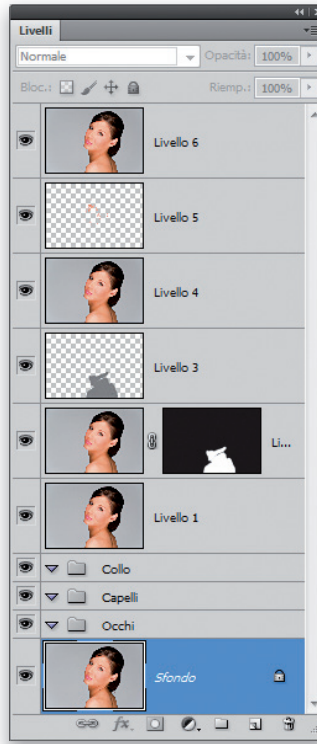 Livelli
Normale Opacità: 100%
Bloc.: Riemp.: 100%
Livello 6
Livello 5
Livello 4
Livello 3
Li...
Livello 1
Collo
Capelli
Occhi
Sfondo
fx.